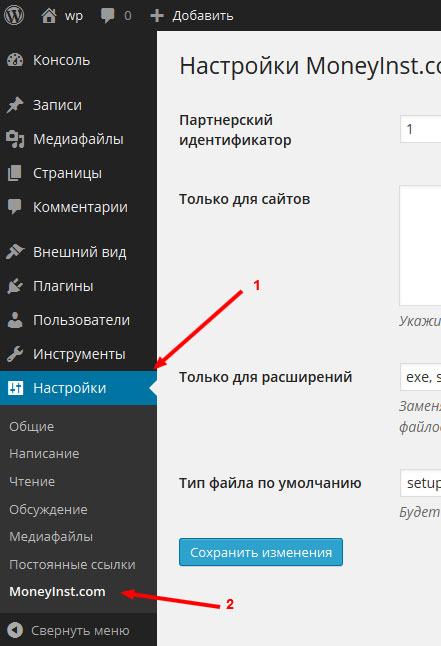 wp 0 Добавить
Консоль
Записи
Медиафайлы
Страницы
Комментарии
Внешний вид
Плагины
Пользователи
Инструменты
Настройки
Общие
Написание
Чтение
Обсуждение
Медиафайлы
Постоянные ссылки
MoneyInst.com
Свернуть меню
Настройки MoneyInst.co
Партнерский
идентификатор
1
Только для сайтов
Укажи
Только для расширений
exe, s
Заменя
файлов
Тип файла по умолчанию
setup
Будет
Сохранить изменения
1
2